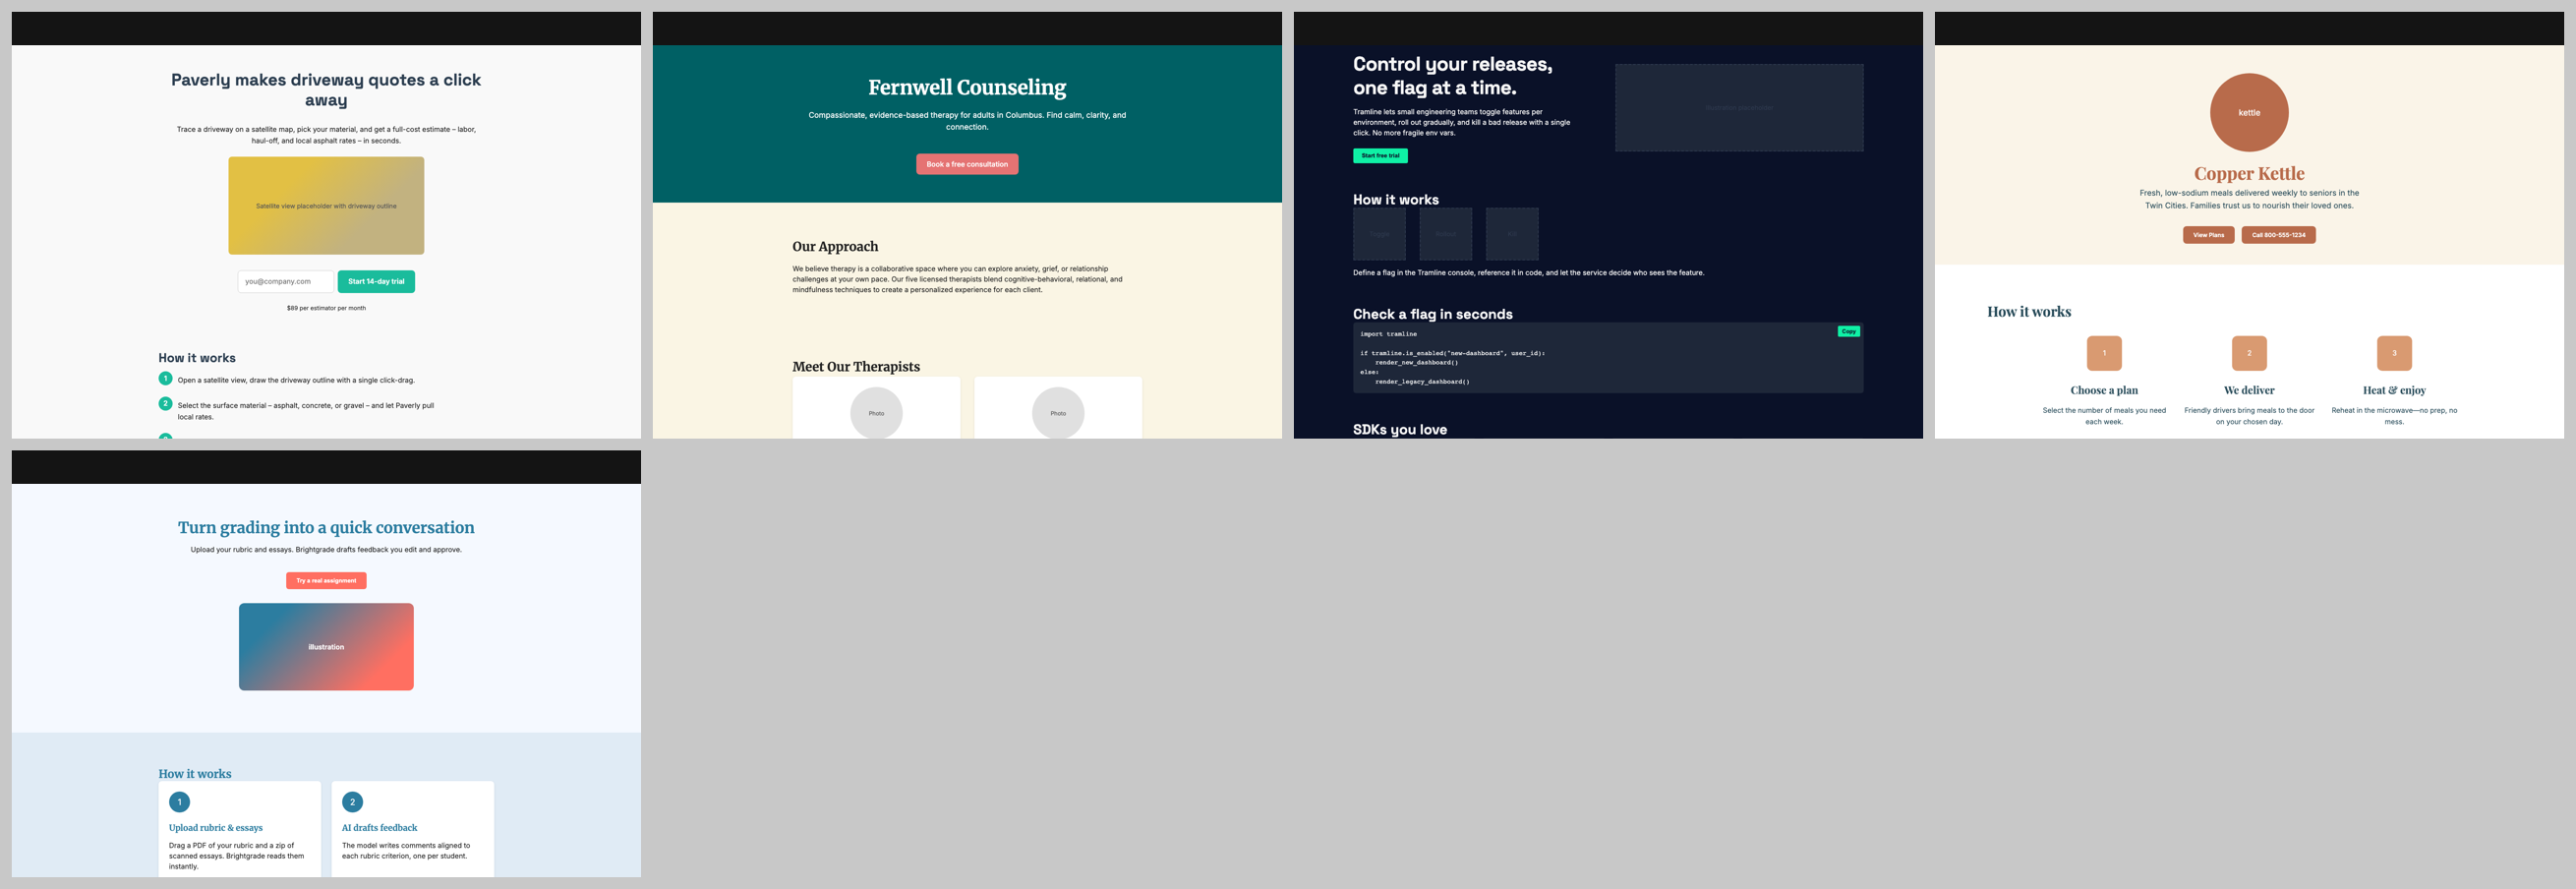 Paverly makes driveway quotes a click
away
Trace a driveway on a satellite map, pick your material, and get a full-cost estimate – labor,
haul-off, and local asphalt rates – in seconds.
Satellite view placeholder with driveway outline
you@company.com
Start 14-day trial
$89 per estimator per month
How it works
1
Open a satellite view, draw the driveway outline with a single click-drag.
2
Select the surface material – asphalt, concrete, or gravel – and let Paverly pull
local rates.
Fernwell Counseling
Compassionate, evidence-based therapy for adults in Columbus. Find calm, clarity, and
connection.
Book a free consultation
Our Approach
We believe therapy is a collaborative space where you can explore anxiety, grief, or relationship
challenges at your own pace. Our five licensed therapists blend cognitive-behavioral, relational, and
mindfulness techniques to create a personalized experience for each client.
Meet Our Therapists
Photo
Photo
Control your releases,
one flag at a time.
Tramline lets small engineering teams toggle features per
environment, roll out gradually, and kill a bad release with a single
click. No more fragile env vars.
Start free trial
How it works
Define a flag in the Tramline console, reference it in code, and let the service decide who sees the feature.
Check a flag in seconds
Copy
import tramline
if tramline.is_enabled("new-dashboard", user_id):
render_new_dashboard()
else:
render_legacy_dashboard()
SDKs you love
kettle
Copper Kettle
Fresh, low-sodium meals delivered weekly to seniors in the
Twin Cities. Families trust us to nourish their loved ones.
View Plans
Call 800-555-1234
How it works
1
2
3
Choose a plan
We deliver
Heat & enjoy
Select the number of meals you need
each week.
Friendly drivers bring meals to the door
on your chosen day.
Reheat in the microwave—no prep, no
mess.
Turn grading into a quick conversation
Upload your rubric and essays. Brightgrade drafts feedback you edit and approve.
Try a real assignment
illustration
How it works
1
Upload rubric & essays
Drag a PDF of your rubric and a zip of
scanned essays. Brightgrade reads them
instantly.
2
AI drafts feedback
The model writes comments aligned to
each rubric criterion, one per student.